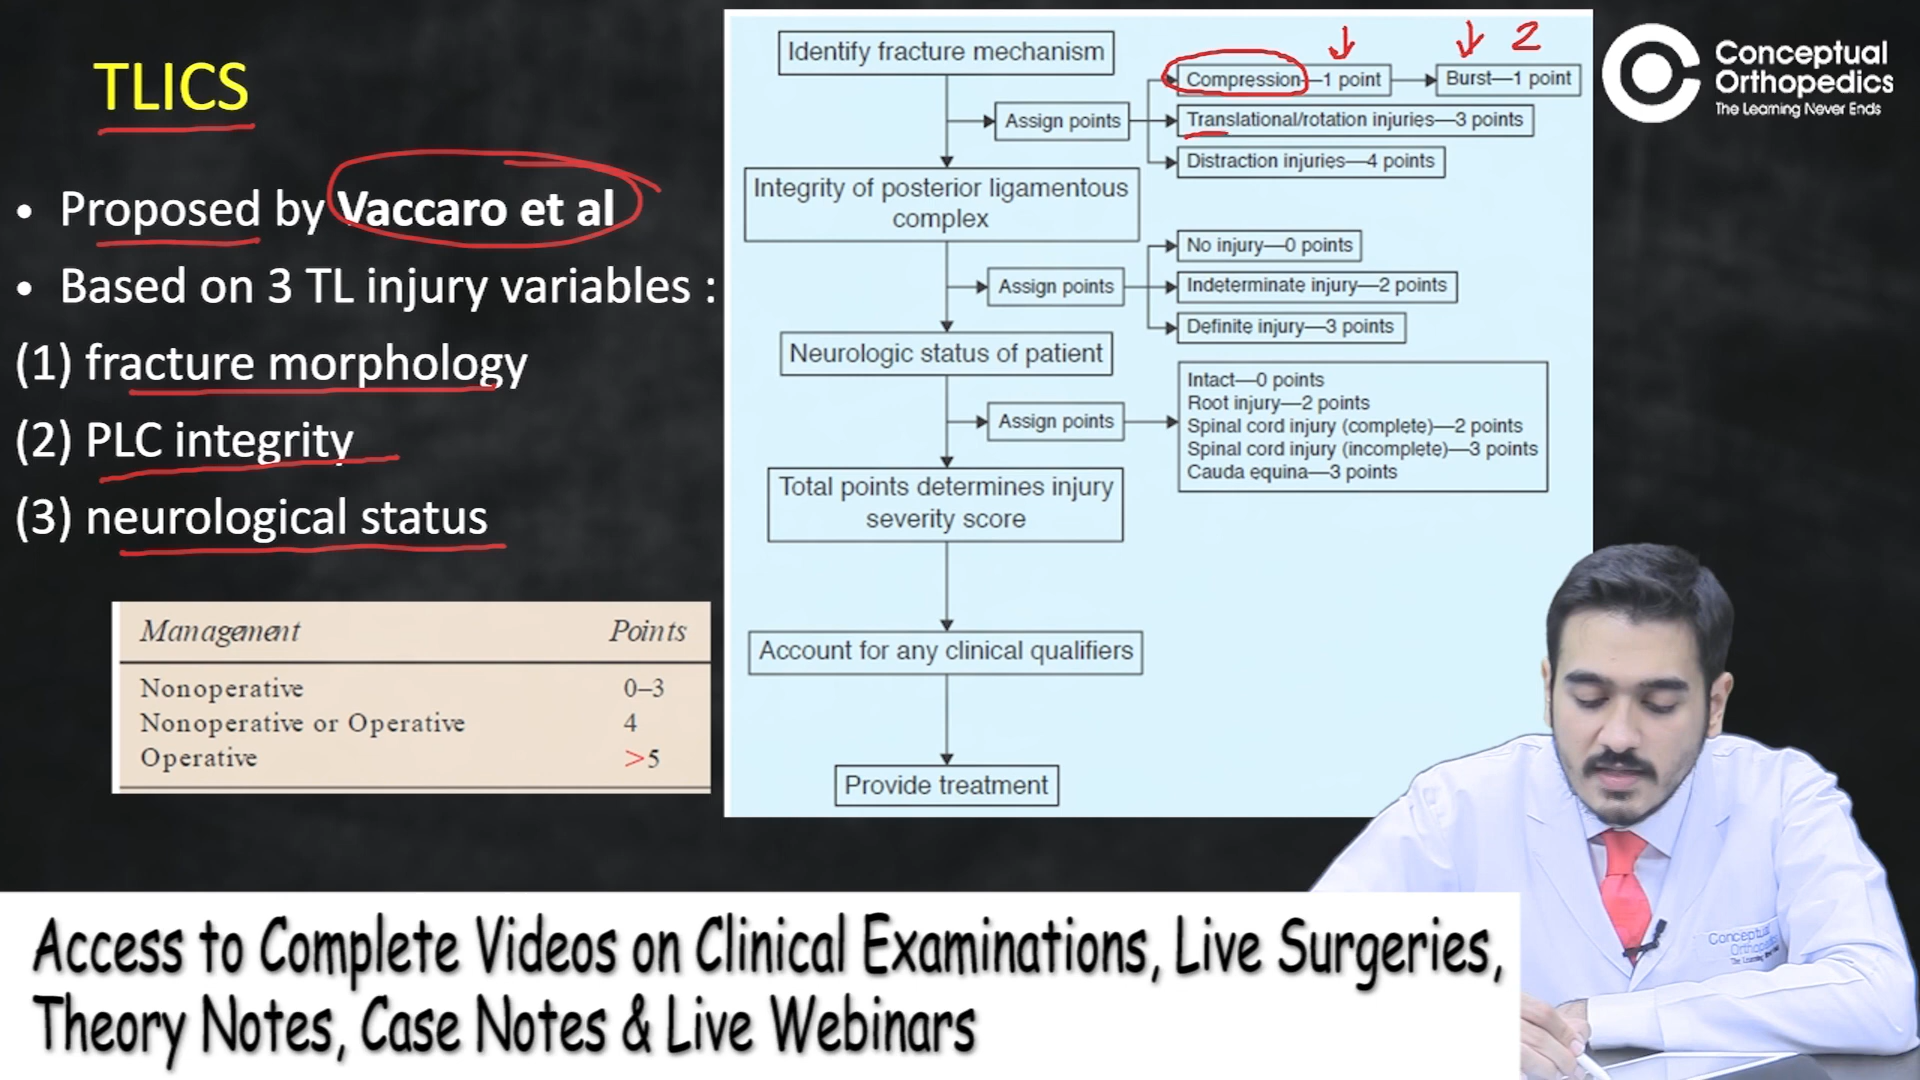 TLICS
• Proposed by Vaccaro et al
• Based on 3 TL injury variables :
(1) fracture morphology
(2) PLC integrity
(3) neurological status
Management Points
Nonoperative 0–3
Nonoperative or Operative 4
Operative >5
Identify fracture mechanism
Assign points
2
Compression—1 point
Burst—1 point
Translational/rotation injuries—3 points
Distraction injuries—4 points
Integrity of posterior ligamentous
complex
Assign points
No injury—0 points
Indeterminate injury—2 points
Definite injury—3 points
Neurologic status of patient
Assign points
Intact—0 points
Root injury—2 points
Spinal cord injury (complete)—2 points
Spinal cord injury (incomplete)—3 points
Cauda equina—3 points
Total points determines injury
severity score
Account for any clinical qualifiers
Provide treatment
Conceptual
Orthopedics
The Learning Never Ends
Conceptual
Access to Complete Videos on Clinical Examinations, Live Surgeries,
Theory Notes, Case Notes & Live Webinars